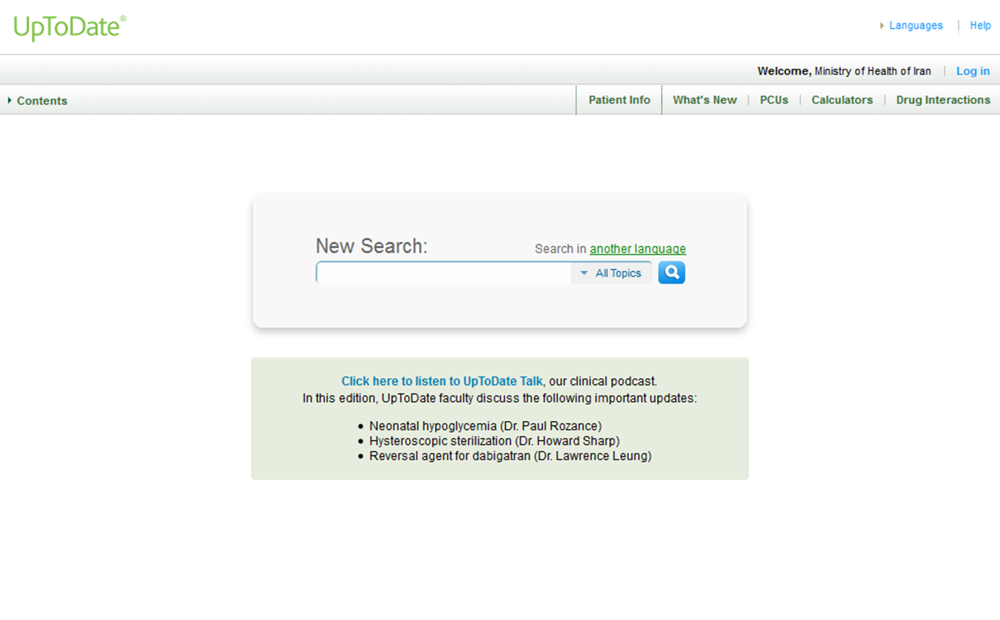 UpToDate®
Languages | Help
Welcome, Ministry of Health of Iran | Log in
Contents
Patient Info
What's New | PCUs | Calculators | Drug Interactions
New Search:
Search in another language
All Topics
Click here to listen to UpToDate Talk, our clinical podcast.
In this edition, UpToDate faculty discuss the following important updates:
• Neonatal hypoglycemia (Dr. Paul Rozance)
• Hysteroscopic sterilization (Dr. Howard Sharp)
• Reversal agent for dabigatran (Dr. Lawrence Leung)